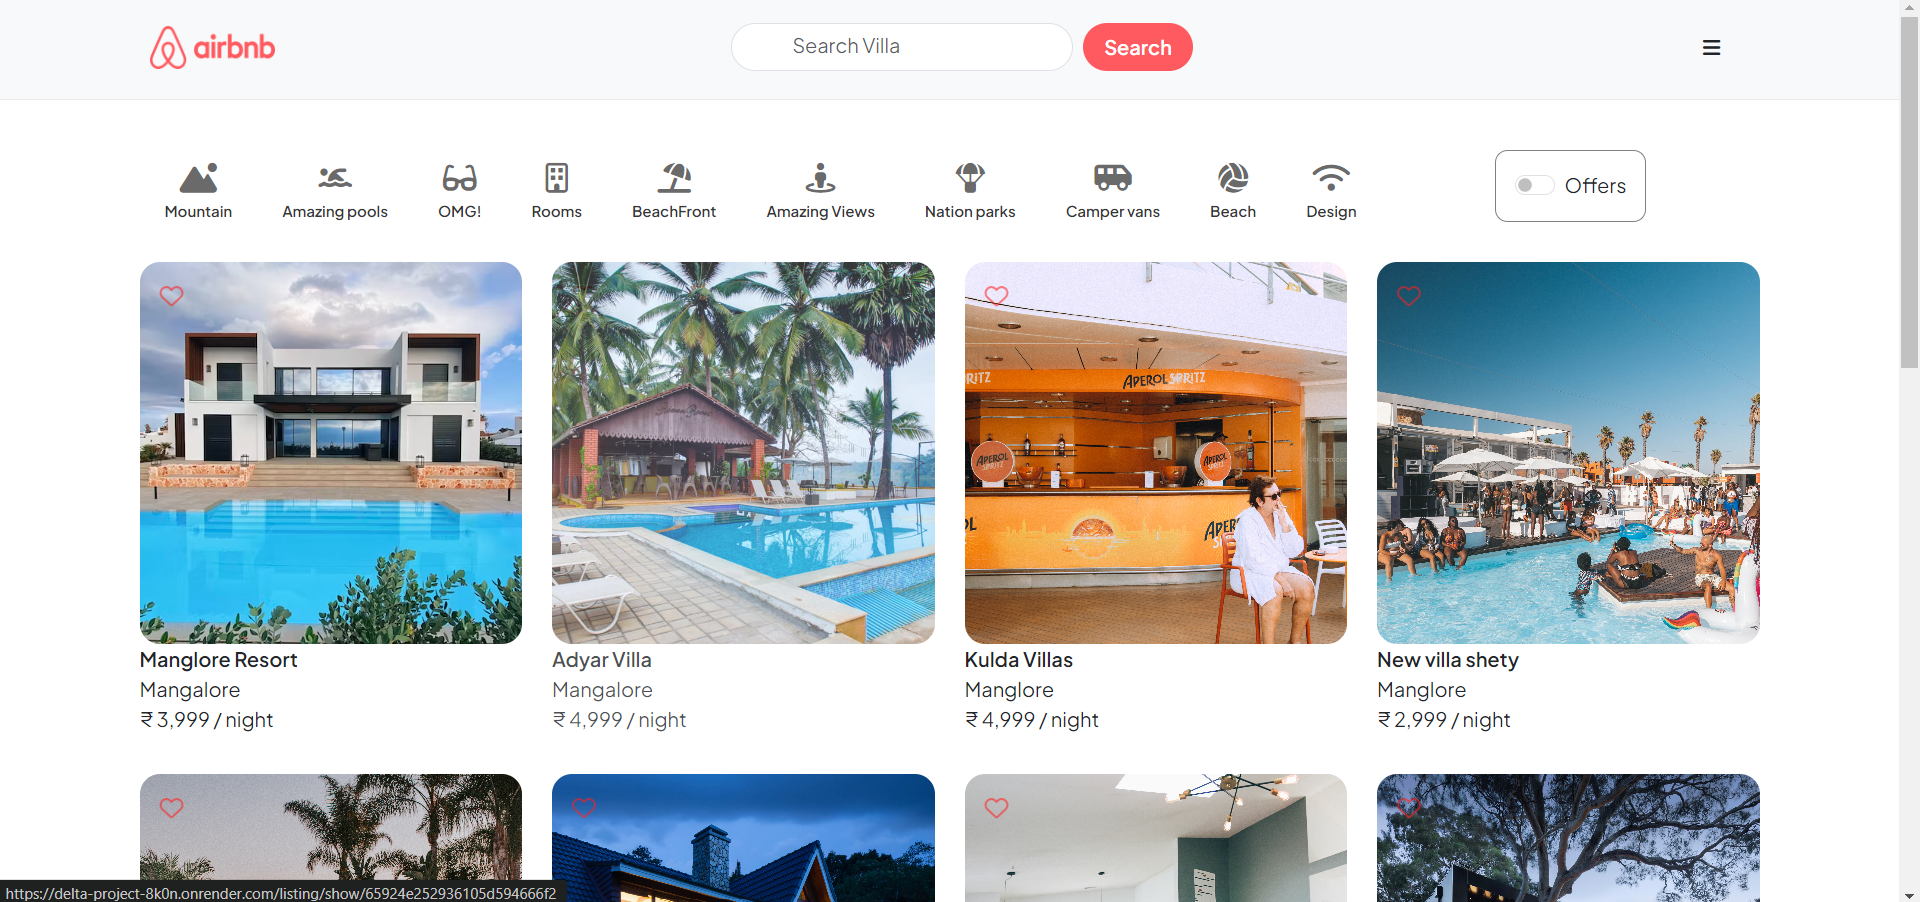 airbnb
Search Villa
Search
Mountain
Amazing pools
OMG!
Rooms
BeachFront
Amazing Views
Nation parks
Camper vans
Beach
Design
Offers
APEROL SPRITZ
RITZ
APEROL
SPRITZ
APEROL
SPRITZ
Manglore Resort
Mangalore
₹ 3,999 / night
Adyar Villa
Mangalore
₹ 4,999 / night
Kulda Villas
Manglore
₹ 4,999 / night
New villa shety
Manglore
₹ 2,999 / night
https://delta-project-8k0n.onrender.com/listing/show/65924e252936105d594666f2